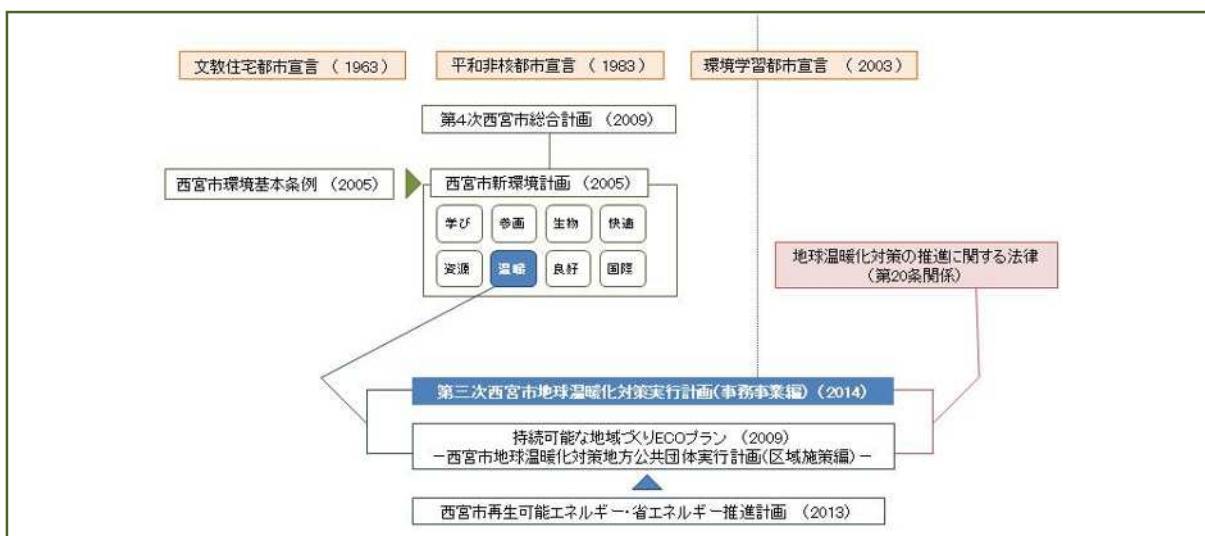 文教住宅都市宣言 （1963）
平和非核都市宣言 （1983）
環境学習都市宣言 （2003）
第4次西宮市総合計画 （2009）
西宮市環境基本条例 （2005）
西宮市新環境計画 （2005）
学び
参画
生物
快適
資源
温暖
良好
国際
地球温暖化対策の推進に関する法律
（第20条関係）
第三次西宮市地球温暖化対策実行計画(事務事業編) （2014）
持続可能な地域づくりECOプラン （2009）
－西宮市地球温暖化対策地方公共団体実行計画(区域施策編)－
西宮市再生可能エネルギー・省エネルギー推進計画 （2013）